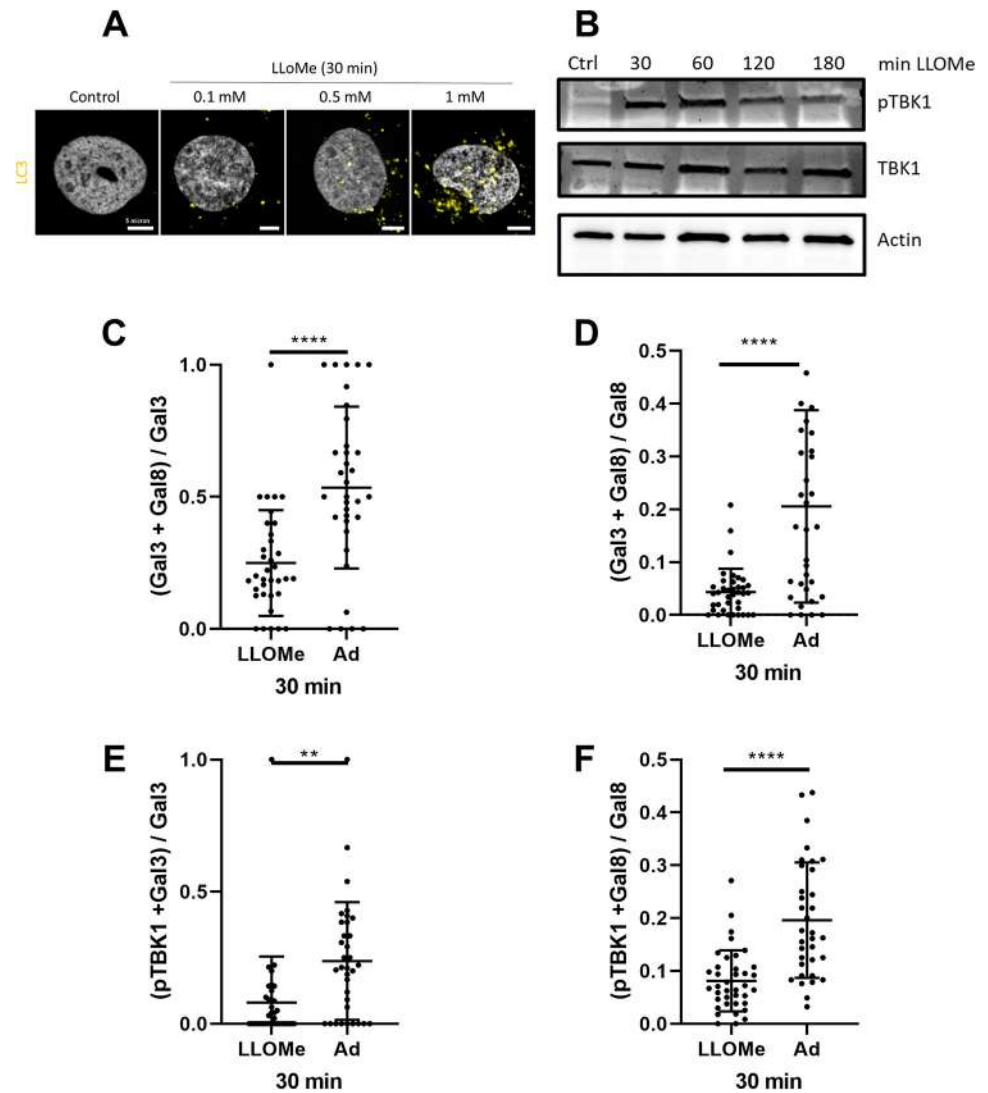 A
LLoMe (30 min)
Control 0.1 mM 0.5 mM 1 mM
LC3
5 micron
B
Ctrl 30 60 120 180 min LLOMe
pTBK1
TBK1
Actin
C
****
(Gal3 + Gal8) / Gal3
1.0
0.5
0.0
LLOMe Ad
30 min
D
****
(Gal3 + Gal8) / Gal8
0.5
0.4
0.3
0.2
0.1
0.0
LLOMe Ad
30 min
E
**
(pTBK1 +Gal3) / Gal3
1.0
0.5
0.0
LLOMe Ad
30 min
F
****
(pTBK1 +Gal8) / Gal8
0.5
0.4
0.3
0.2
0.1
0.0
LLOMe Ad
30 min